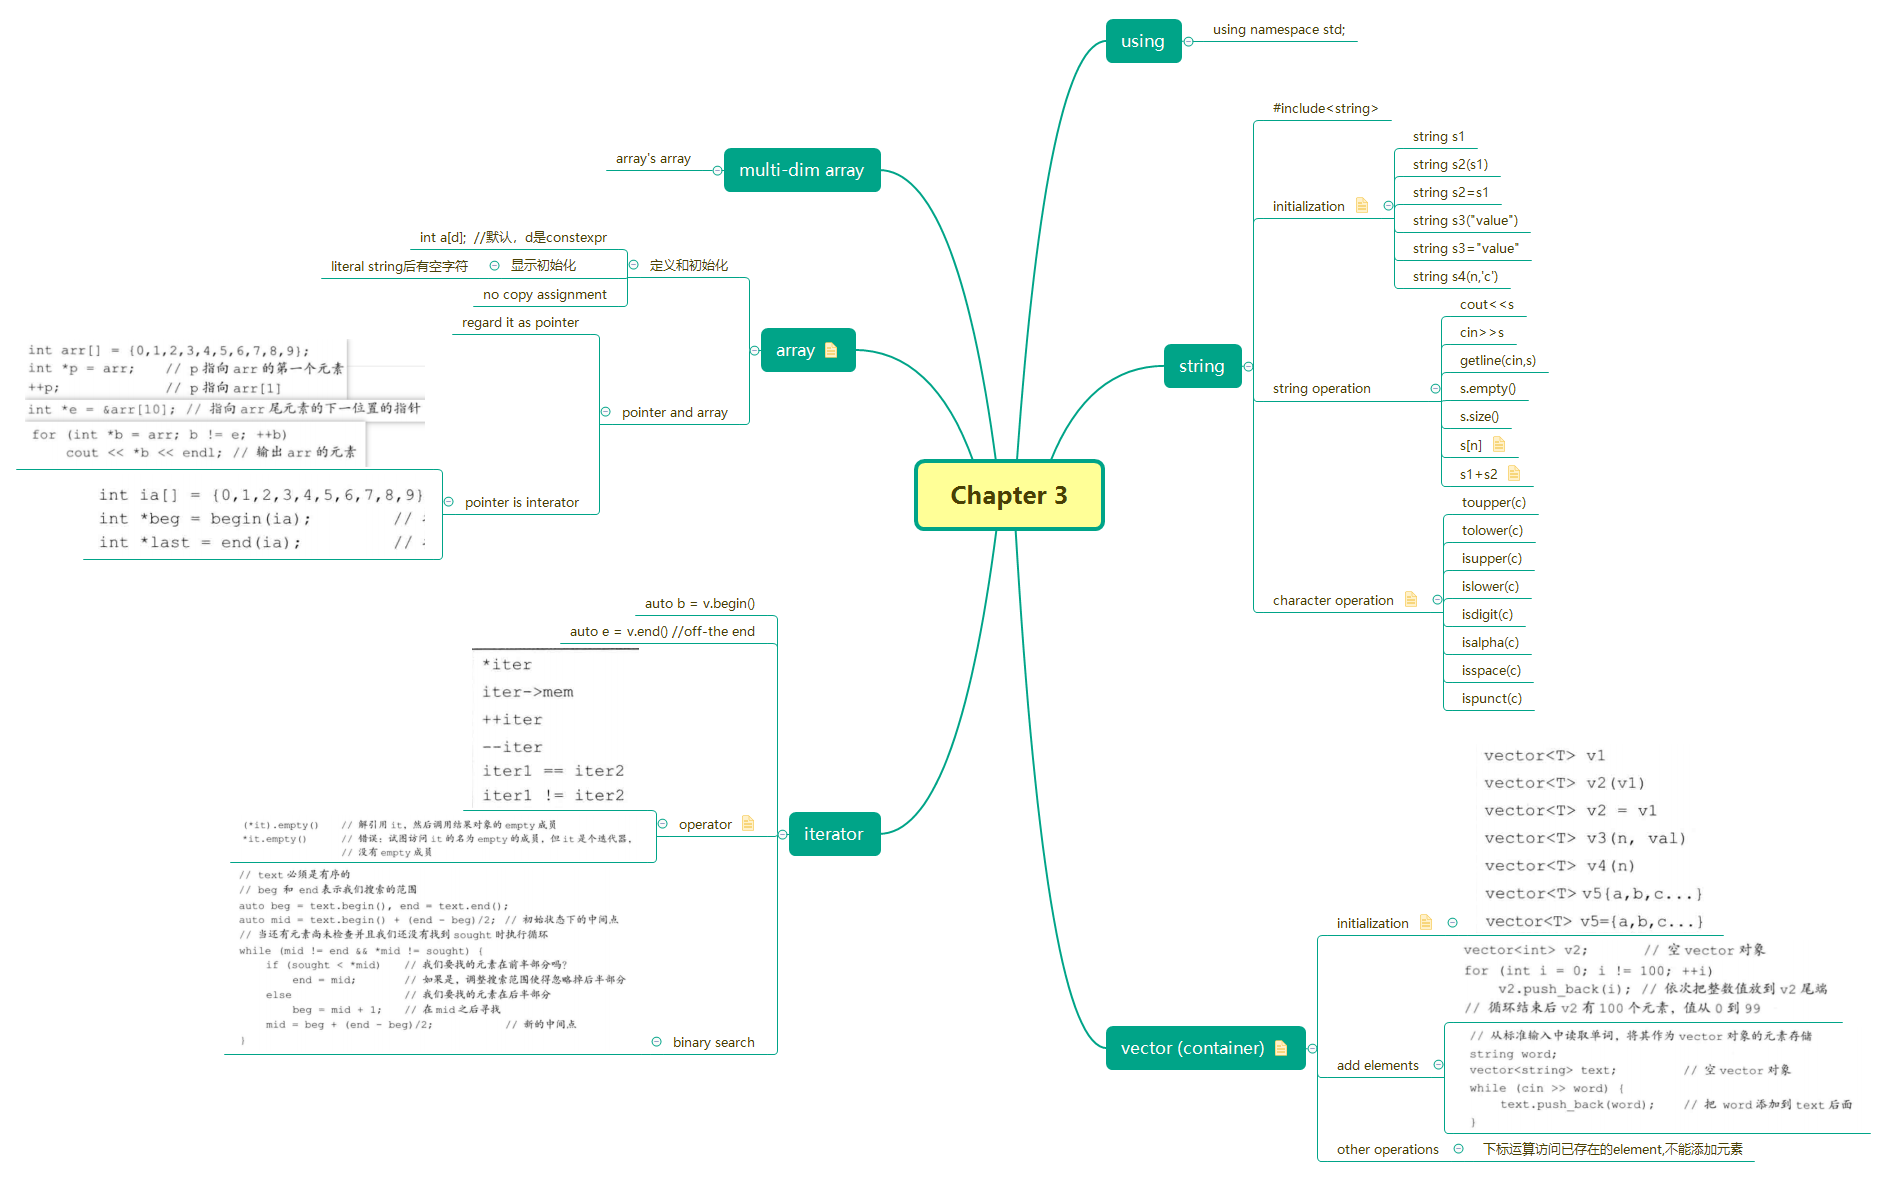 Chapter 3
using
using namespace std;
string
#include<string>
initialization
string s1
string s2(s1)
string s2=s1
string s3("value")
string s3="value"
string s4(n,'c')
string operation
cout<<s
cin>>s
getline(cin,s)
s.empty()
s.size()
s[n]
s1+s2
character operation
toupper(c)
tolower(c)
isupper(c)
islower(c)
isdigit(c)
isalpha(c)
isspace(c)
ispunct(c)
vector (container)
initialization
vector<T> v1
vector<T> v2(v1)
vector<T> v2 = v1
vector<T> v3(n, val)
vector<T> v4(n)
vector<T> v5{a,b,c...}
vector<T> v5={a,b,c...}
add elements
vector<int> v2; // 空 vector 对象
for (int i = 0; i != 100; ++i)
v2.push_back(i); // 依次把整数值放到 v2 尾端
// 循环结束后 v2 有 100 个元素，值从 0 到 99
// 从标准输入中读取单词，将其作为 vector 对象的元素存储
string word;
vector<string> text; // 空 vector 对象
while (cin >> word) {
text.push_back(word); // 把 word 添加到 text 后面
}
other operations
下标运算访问已存在的element,不能添加元素
multi-dim array
array's array
array
定义和初始化
int a[d]; //默认，d是constexpr
显示初始化
literal string后有空字符
no copy assignment
pointer and array
regard it as pointer
int arr[] = {0,1,2,3,4,5,6,7,8,9};
int *p = arr; // p 指向 arr 的第一个元素
++p; // p 指向 arr[1]
int *e = &arr[10]; // 指向 arr 尾元素的下一位置的指针
for (int *b = arr; b != e; ++b)
cout << *b << endl; // 输出 arr 的元素
pointer is interator
int ia[] = {0,1,2,3,4,5,6,7,8,9}
int *beg = begin(ia); //
int *last = end(ia); //
iterator
auto b = v.begin()
auto e = v.end() //off-the end
operator
*iter
iter->mem
++iter
--iter
iter1 == iter2
iter1 != iter2
(*it).empty() // 解引用 it，然后调用结果对象的 empty 成员
*it.empty() // 错误：试图访问 it 的名为 empty 的成员，但 it 是个迭代器，
// 没有 empty 成员
binary search
// text 必须是有序的
// beg 和 end 表示我们搜索的范围
auto beg = text.begin(), end = text.end();
auto mid = text.begin() + (end - beg)/2; // 初始状态下的中间点
// 当还有元素尚未检查并且我们还没有找到 sought 时执行循环
while (mid != end && *mid != sought) {
if (sought < *mid) // 我们要找的元素在前半部分吗?
end = mid; // 如果是，调整搜索范围使得忽略掉后半部分
else // 我们要找的元素在后半部分
beg = mid + 1; // 在 mid 之后寻找
mid = beg + (end - beg)/2; // 新的中间点
}